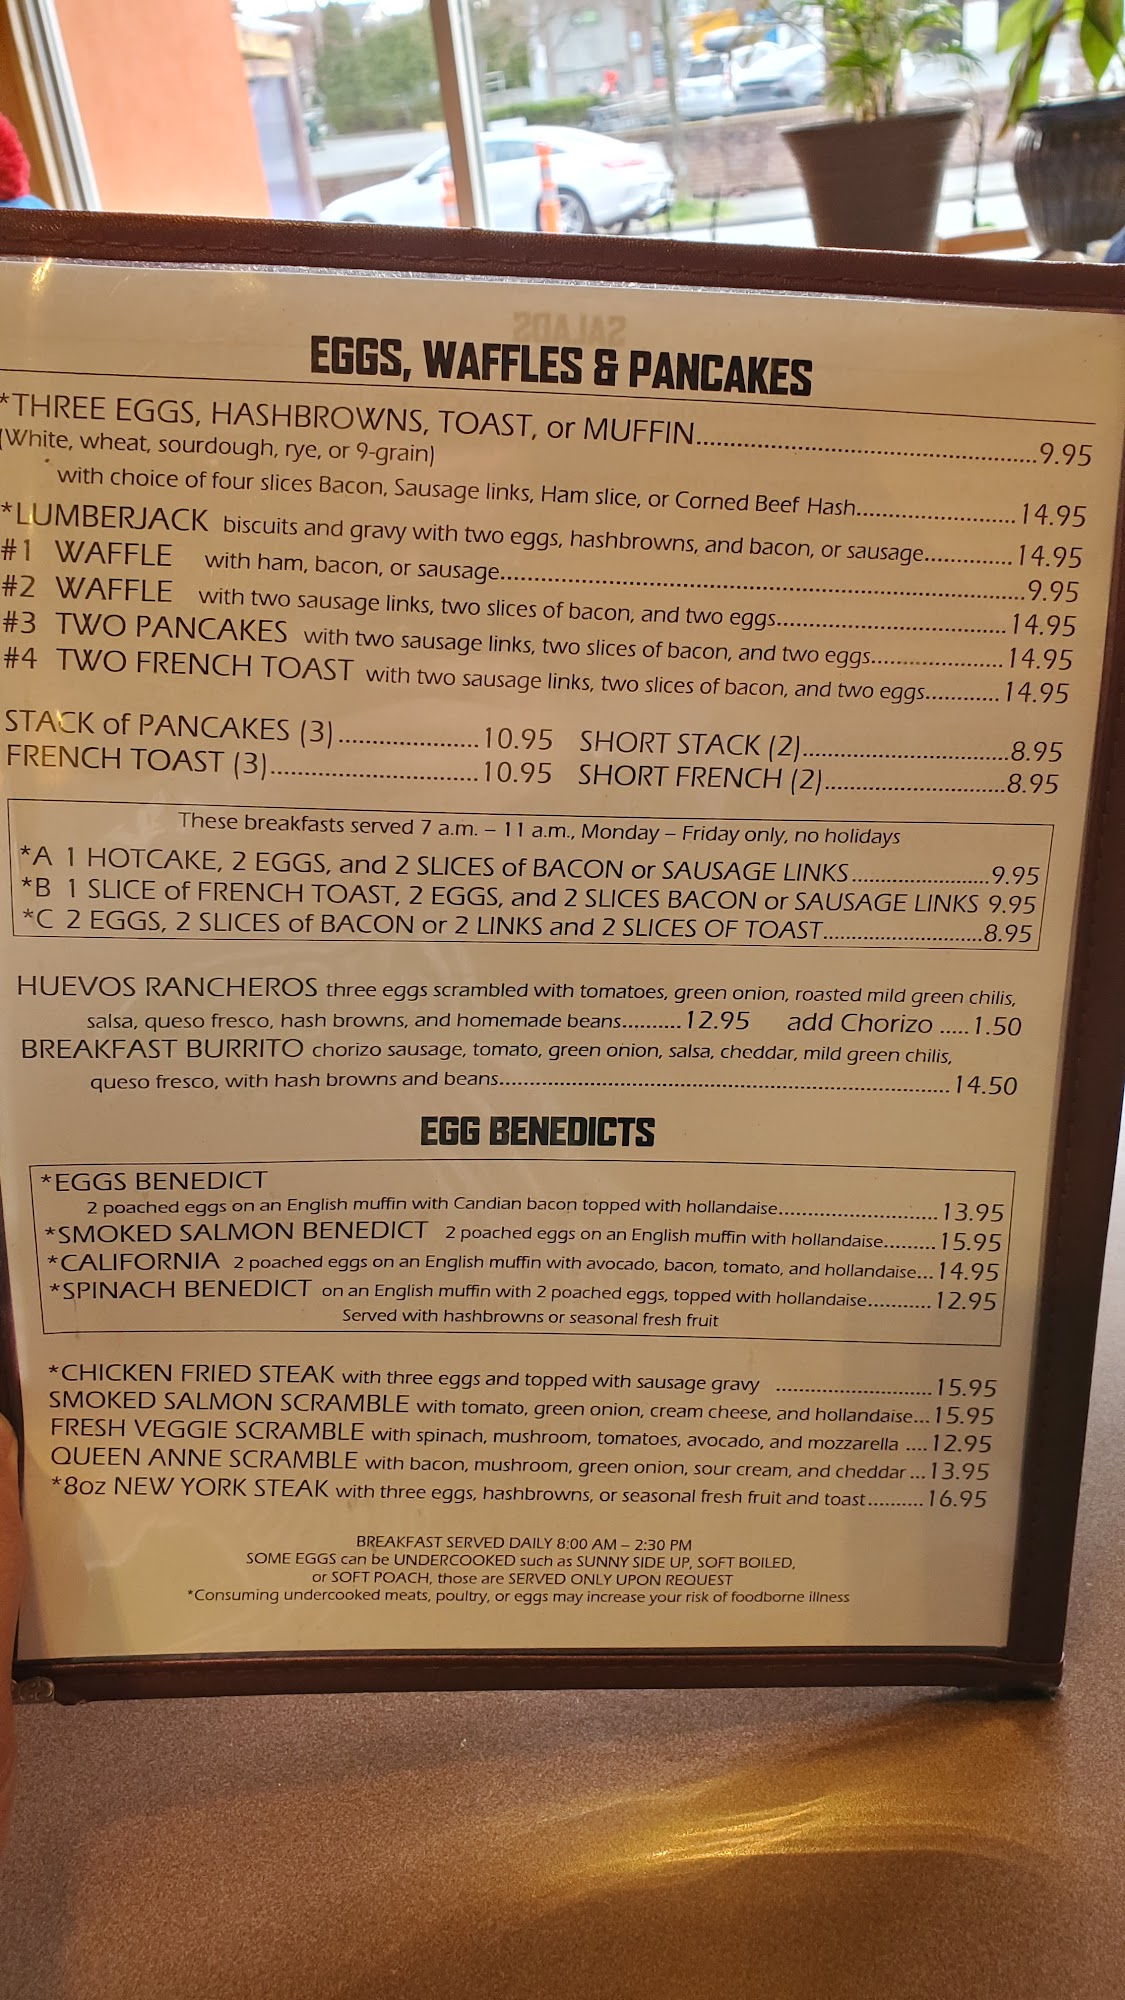 SALADS
EGGS, WAFFLES & PANCAKES
*THREE EGGS, HASHBROWNS, TOAST, or MUFFIN..........9.95
(White, wheat, sourdough, rye, or 9-grain)
with choice of four slices Bacon, Sausage links, Ham slice, or Corned Beef Hash..........14.95
*LUMBERJACK biscuits and gravy with two eggs, hashbrowns, and bacon, or sausage..........14.95
#1 WAFFLE with ham, bacon, or sausage..........9.95
#2 WAFFLE with two sausage links, two slices of bacon, and two eggs..........14.95
#3 TWO PANCAKES with two sausage links, two slices of bacon, and two eggs..........14.95
#4 TWO FRENCH TOAST with two sausage links, two slices of bacon, and two eggs..........14.95
STACK of PANCAKES (3)..........10.95 SHORT STACK (2)..........8.95
FRENCH TOAST (3)..........10.95 SHORT FRENCH (2)..........8.95
These breakfasts served 7 a.m. – 11 a.m., Monday – Friday only, no holidays
*A 1 HOTCAKE, 2 EGGS, and 2 SLICES of BACON or SAUSAGE LINKS..........9.95
*B 1 SLICE of FRENCH TOAST, 2 EGGS, and 2 SLICES BACON or SAUSAGE LINKS 9.95
*C 2 EGGS, 2 SLICES of BACON or 2 LINKS and 2 SLICES OF TOAST..........8.95
HUEVOS RANCHEROS three eggs scrambled with tomatoes, green onion, roasted mild green chilis,
salsa, queso fresco, hash browns, and homemade beans..........12.95 add Chorizo .....1.50
BREAKFAST BURRITO chorizo sausage, tomato, green onion, salsa, cheddar, mild green chilis,
queso fresco, with hash browns and beans..........14.50
EGG BENEDICTS
*EGGS BENEDICT
2 poached eggs on an English muffin with Candian bacon topped with hollandaise..........13.95
*SMOKED SALMON BENEDICT 2 poached eggs on an English muffin with hollandaise.........15.95
*CALIFORNIA 2 poached eggs on an English muffin with avocado, bacon, tomato, and hollandaise...14.95
*SPINACH BENEDICT on an English muffin with 2 poached eggs, topped with hollandaise..........12.95
Served with hashbrowns or seasonal fresh fruit
*CHICKEN FRIED STEAK with three eggs and topped with sausage gravy ..........15.95
SMOKED SALMON SCRAMBLE with tomato, green onion, cream cheese, and hollandaise...15.95
FRESH VEGGIE SCRAMBLE with spinach, mushroom, tomatoes, avocado, and mozzarella ....12.95
QUEEN ANNE SCRAMBLE with bacon, mushroom, green onion, sour cream, and cheddar...13.95
*8oz NEW YORK STEAK with three eggs, hashbrowns, or seasonal fresh fruit and toast..........16.95
BREAKFAST SERVED DAILY 8:00 AM – 2:30 PM
SOME EGGS can be UNDERCOOKED such as SUNNY SIDE UP, SOFT BOILED,
or SOFT POACH, those are SERVED ONLY UPON REQUEST
*Consuming undercooked meats, poultry, or eggs may increase your risk of foodborne illness